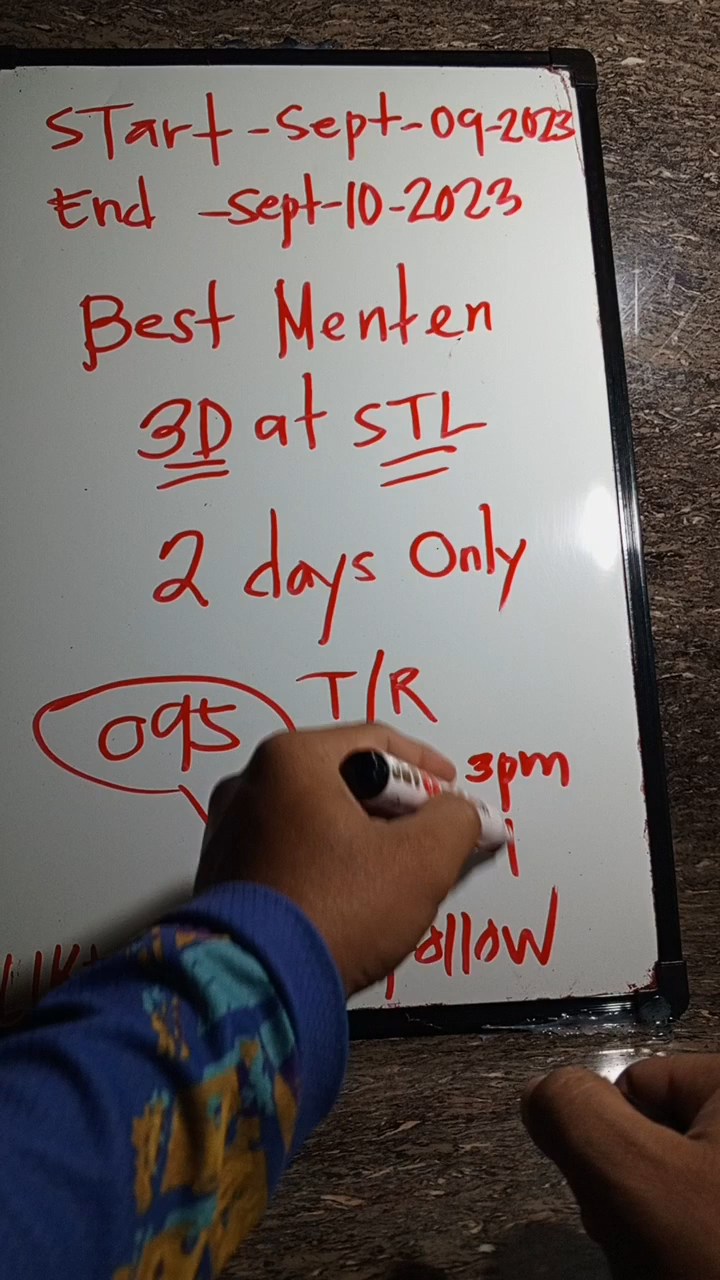 START-Sept-09-2023
End -Sept-10-2023
Best Menten
3D at STL
2 days Only
T/R
095
3pm
ollow